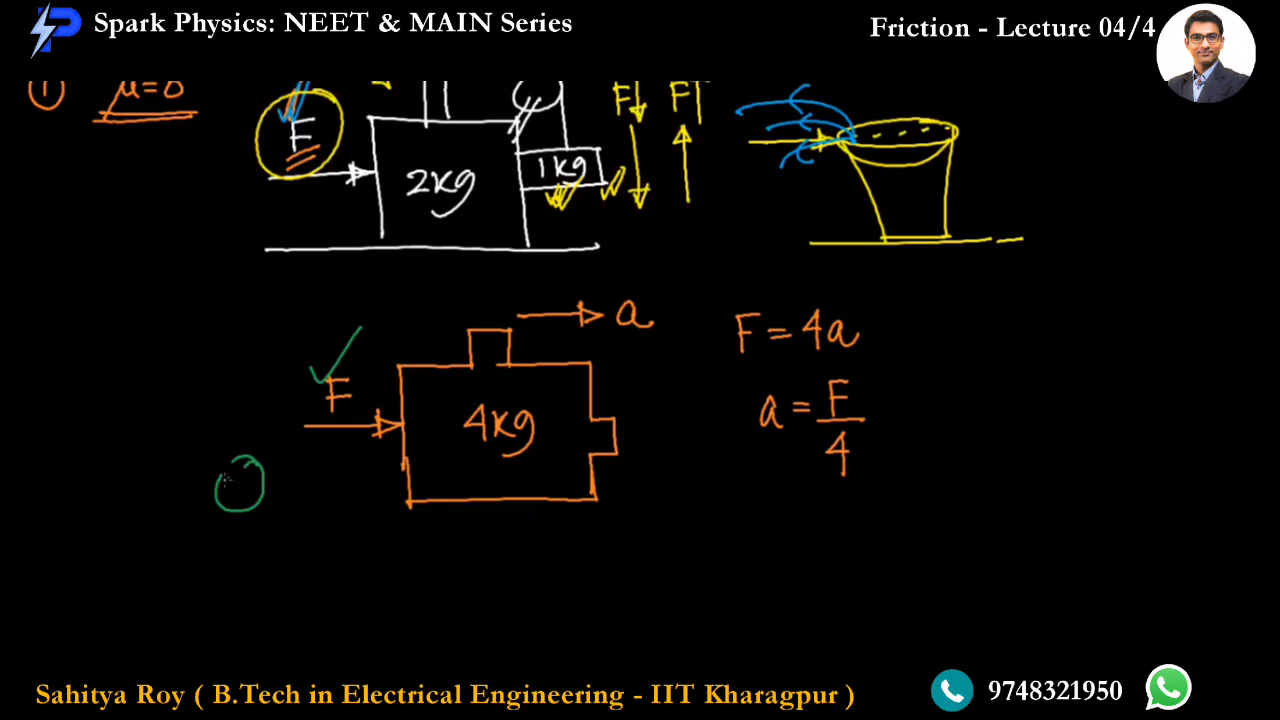 Spark Physics: NEET & MAIN Series
Friction - Lecture 04/4
① μ=0
F
2kg
1kg
F↓ F↑
a
F
4kg
F = 4a
a = F/4
Sahitya Roy ( B.Tech in Electrical Engineering - IIT Kharagpur )
9748321950